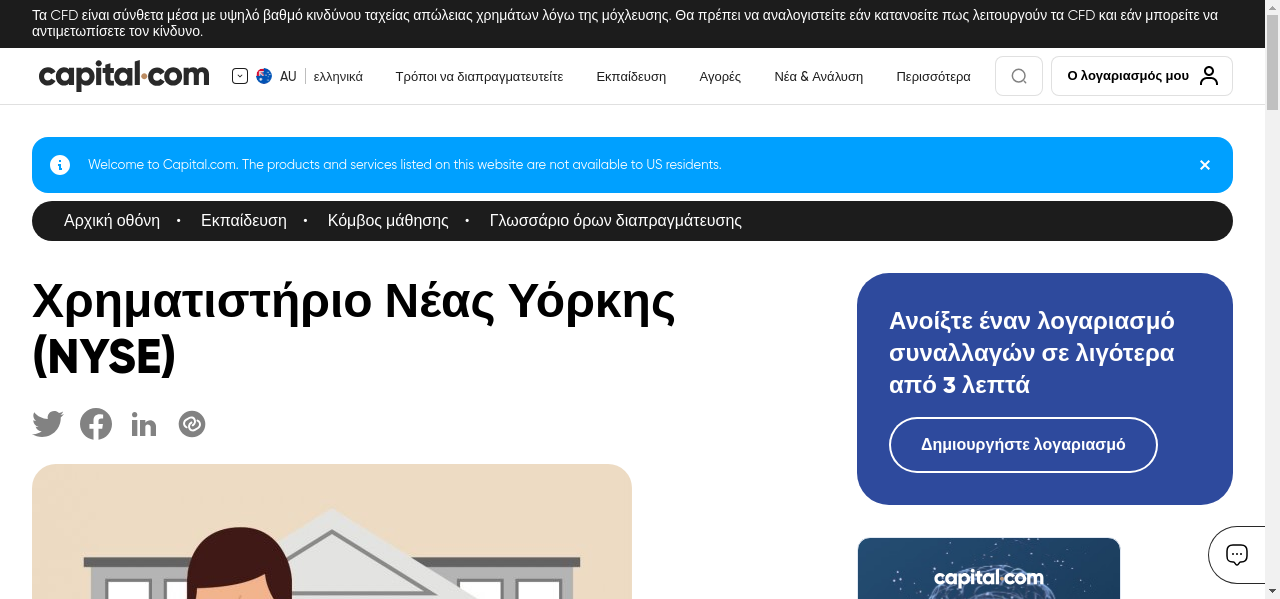 Τα CFD είναι σύνθετα μέσα με υψηλό βαθμό κινδύνου ταχείας απώλειας χρημάτων λόγω της μόχλευσης. Θα πρέπει να αναλογιστείτε εάν κατανοείτε πως λειτουργούν τα CFD και εάν μπορείτε να
αντιμετωπίσετε τον κίνδυνο.
capital.com
AU
ελληνικά
Τρόποι να διαπραγματευτείτε
Εκπαίδευση
Αγορές
Νέα & Ανάλυση
Περισσότερα
Ο λογαριασμός μου
Welcome to Capital.com. The products and services listed on this website are not available to US residents.
Αρχική οθόνη • Εκπαίδευση • Κόμβος μάθησης • Γλωσσάριο όρων διαπραγμάτευσης
Χρηματιστήριο Νέας Υόρκης
(NYSE)
Ανοίξτε έναν λογαριασμό
συναλλαγών σε λιγότερα
από 3 λεπτά
Δημιουργήστε λογαριασμό
capital.com